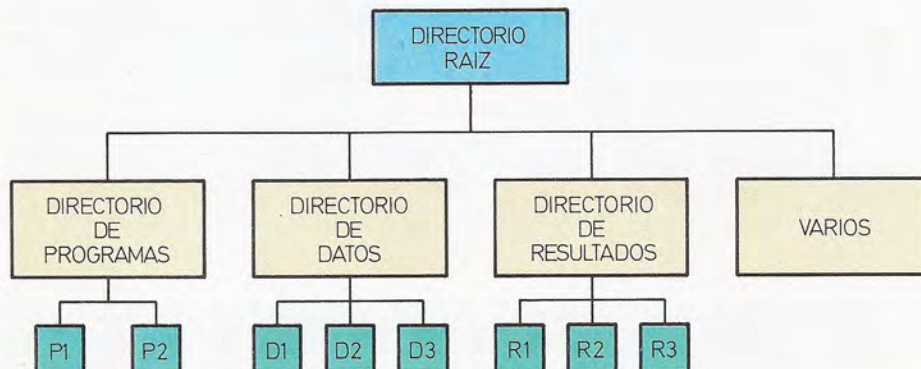 DIRECTORIO
RAIZ
DIRECTORIO
DE
PROGRAMAS
DIRECTORIO
DE
DATOS
DIRECTORIO
DE
RESULTADOS
VARIOS
P1
P2
D1
D2
D3
R1
R2
R3